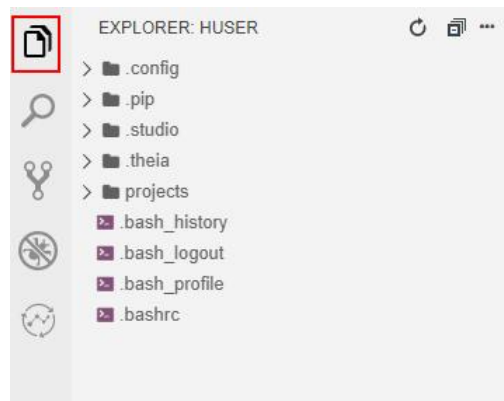 EXPLORER: HUSER
.config
.pip
.studio
.theia
projects
.bash_history
.bash_logout
.bash_profile
.bashrc